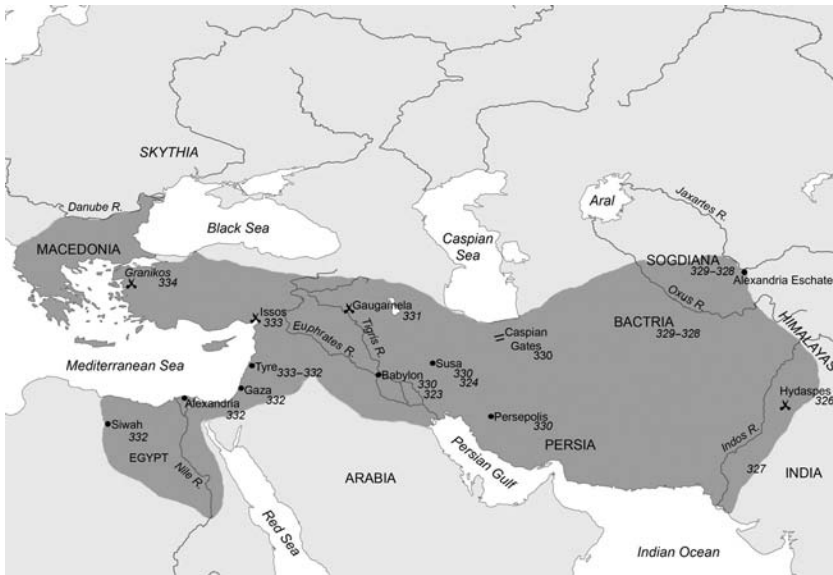 SKYTHIA
Danube R.
Black Sea
Aral
Jaxartes R.
Caspian
Sea
MACEDONIA
Granikos
334
SOGDIANA
329–328
Alexandria Eschate
Oxus R.
HIMALAYAS
Issos
333
Gaugamela
331
Euphrates R.
Tigris R.
Caspian
Gates
330
BACTRIA
329–328
Mediterranean Sea
Tyre
333–332
Babylon
330
323
Susa
330
324
Gaza
332
Alexandria
332
Hydaspes
326
Siwah
332
Persepolis
330
EGYPT
Nile R.
PERSIA
Indos R.
327
INDIA
ARABIA
Persian Gulf
Red Sea
Indian Ocean